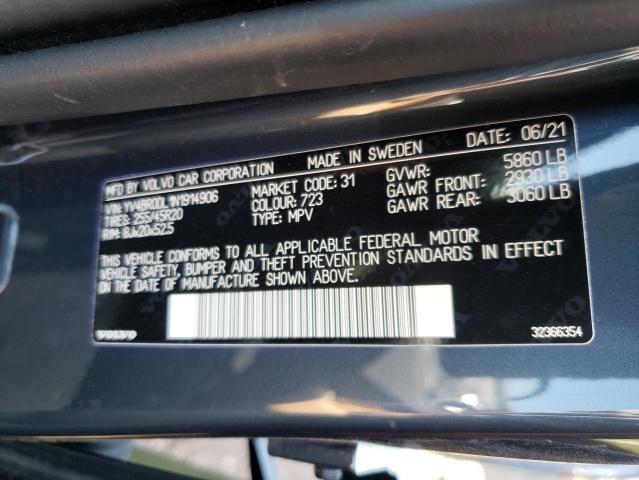 MFD BY VOLVO CAR CORPORATION MADE IN SWEDEN DATE: 06/21
VIN: YV4BR0DL1N1914906 MARKET CODE: 31 GVWR: 5860 LB
TIRES: 255/45R20 COLOUR: 723 GAWR FRONT: 2930 LB
RIM: 8Jx20x52.5 TYPE: MPV GAWR REAR: 3060 LB
THIS VEHICLE CONFORMS TO ALL APPLICABLE FEDERAL MOTOR
VEHICLE SAFETY, BUMPER AND THEFT PREVENTION STANDARDS IN EFFECT
ON THE DATE OF MANUFACTURE SHOWN ABOVE.
VOLVO 32366354